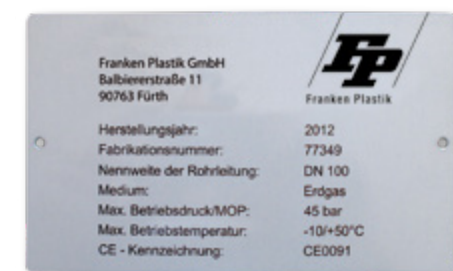 Franken Plastik GmbH
Balbiererstraße 11
90763 Fürth
FP
Franken Plastik
Herstellungsjahr: 2012
Fabrikationsnummer: 77349
Nennweite der Rohrleitung: DN 100
Medium: Erdgas
Max. Betriebsdruck/MOP: 45 bar
Max. Betriebstemperatur: -10/+50°C
CE - Kennzeichnung: CE0091